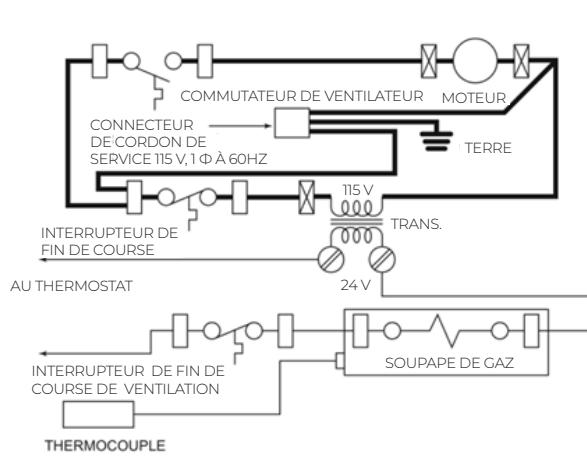 COMMUTATEUR DE VENTILATEUR
MOTEUR
CONNECTEUR
DE CORDON DE
SERVICE 115 V, 1 Φ À 60HZ
TERRE
115 V
TRANS.
INTERRUPTEUR DE
FIN DE COURSE
24 V
AU THERMOSTAT
SOUPAPE DE GAZ
INTERRUPTEUR DE FIN DE
COURSE DE VENTILATION
THERMOCOUPLE